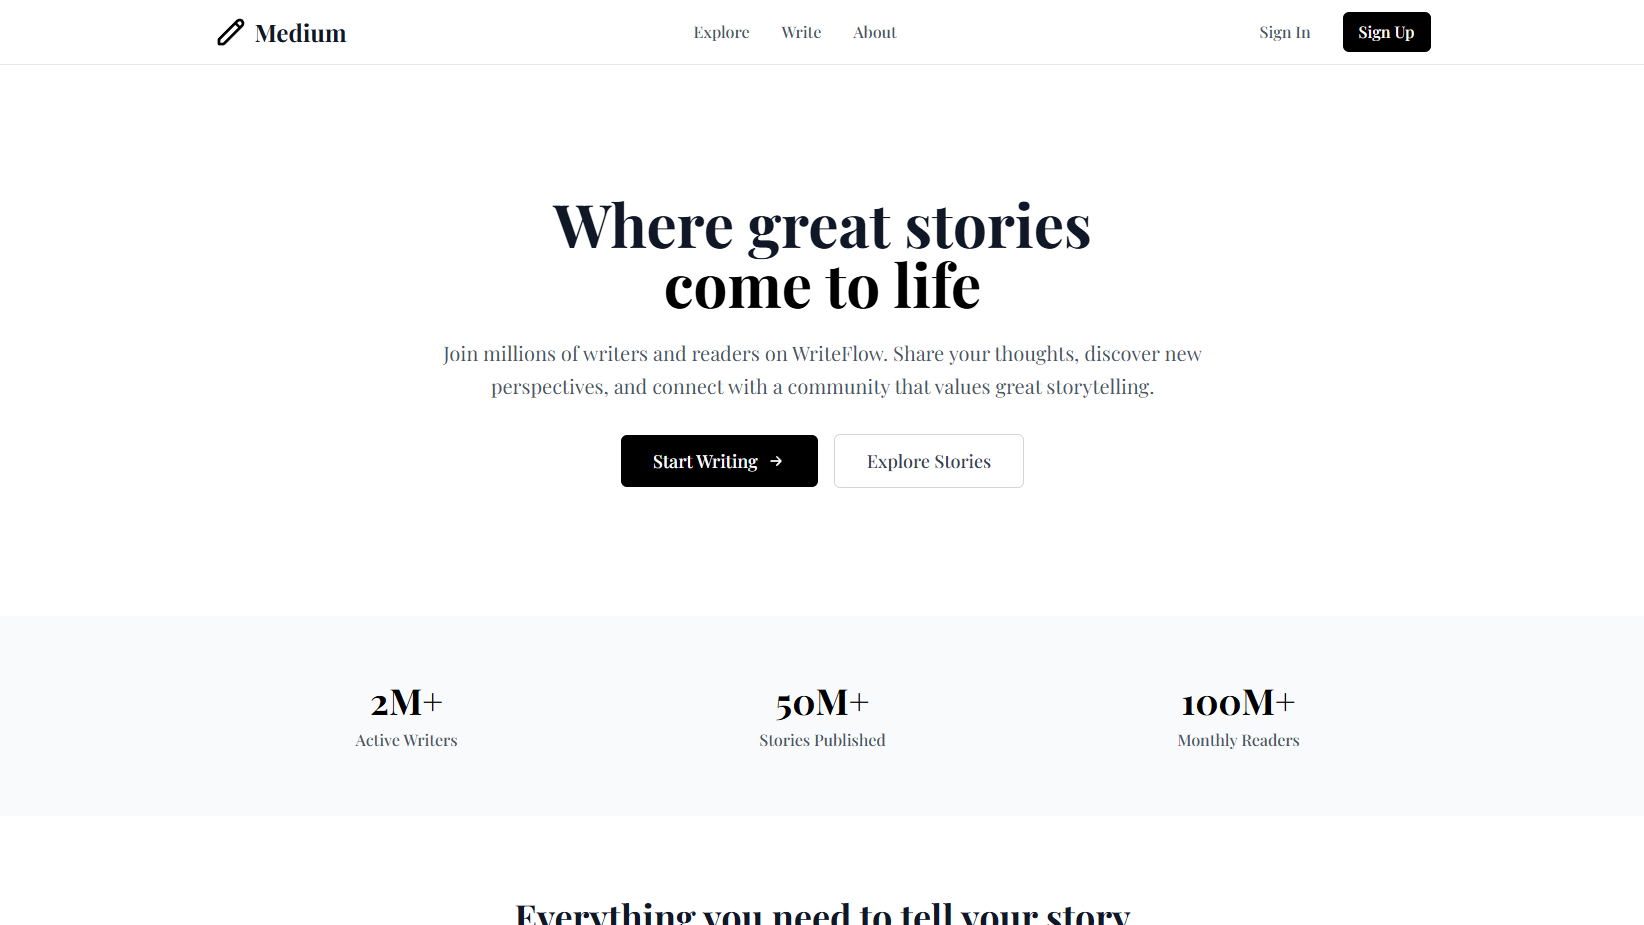 Medium
Explore
Write
About
Sign In
Sign Up
Where great stories
come to life
Join millions of writers and readers on WriteFlow. Share your thoughts, discover new
perspectives, and connect with a community that values great storytelling.
Start Writing →
Explore Stories
2M+
Active Writers
50M+
Stories Published
100M+
Monthly Readers
Everything you need to tell your story